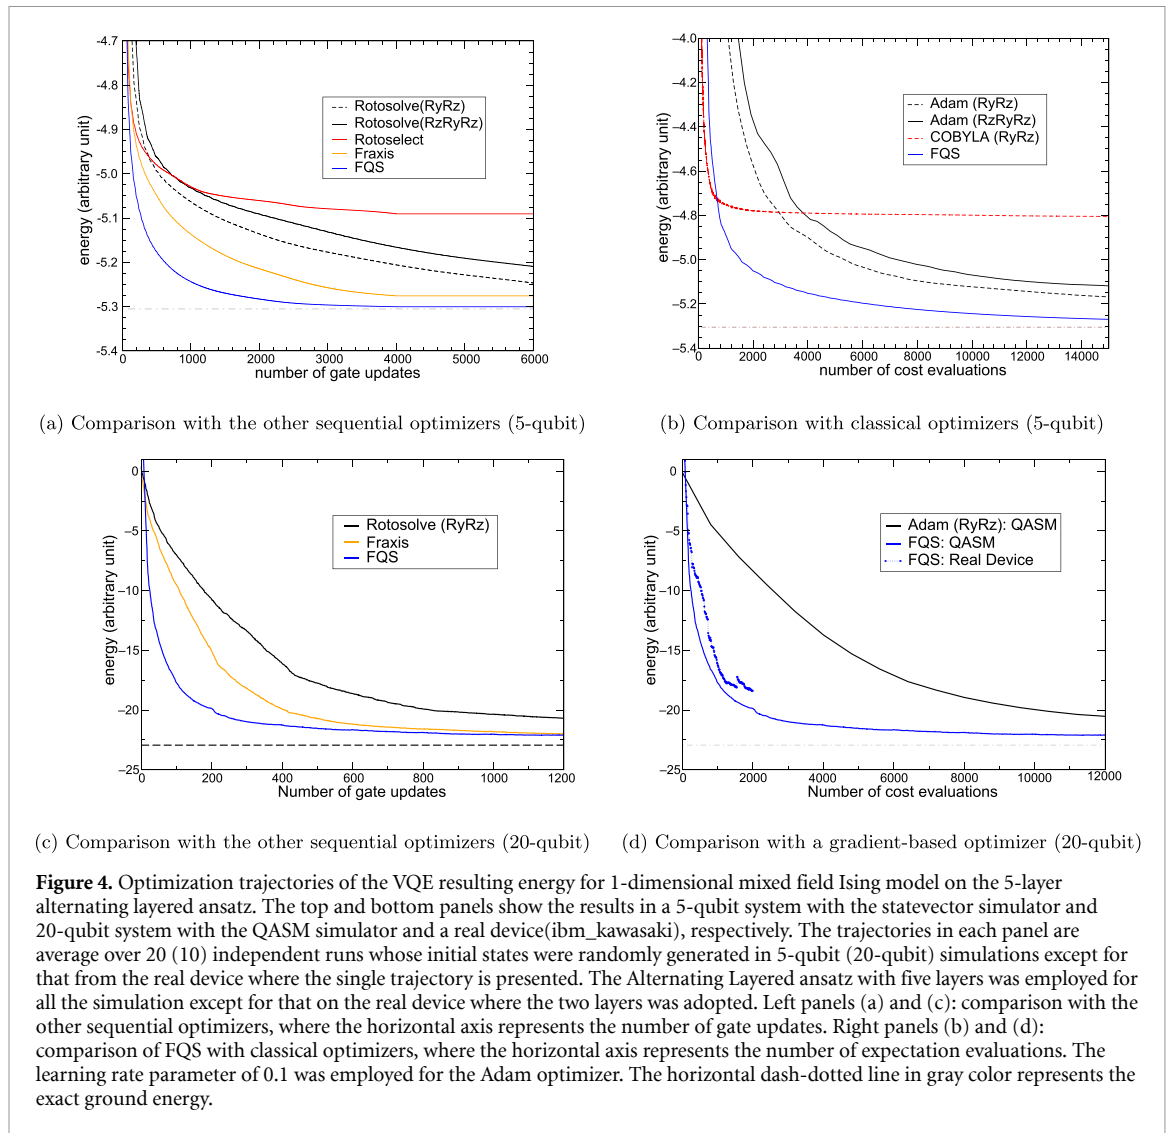 -4.7
-4.8
-4.9
-5.0
-5.1
-5.2
-5.3
-5.4
energy (arbitrary unit)
0 1000 2000 3000 4000 5000 6000
number of gate updates
Rotosolve(RyRz)
Rotosolve(RzRyRz)
Rotoselect
Fraxis
FQS
(a) Comparison with the other sequential optimizers (5-qubit)
−4.0
−4.2
−4.4
−4.6
−4.8
−5.0
−5.2
−5.4
energy (arbitrary unit)
0 2000 4000 6000 8000 10000 12000 14000
number of cost evaluations
Adam (RyRz)
Adam (RzRyRz)
COBYLA (RyRz)
FQS
(b) Comparison with classical optimizers (5-qubit)
0
−5
−10
−15
−20
−25
energy (arbitrary unit)
0 200 400 600 800 1000 1200
Number of gate updates
Rotosolve (RyRz)
Fraxis
FQS
(c) Comparison with the other sequential optimizers (20-qubit)
0
−5
−10
−15
−20
−25
energy (arbitrary unit)
0 2000 4000 6000 8000 10000 12000
Number of cost evaluations
Adam (RyRz): QASM
FQS: QASM
FQS: Real Device
(d) Comparison with a gradient-based optimizer (20-qubit)
Figure 4. Optimization trajectories of the VQE resulting energy for 1-dimensional mixed field Ising model on the 5-layer
alternating layered ansatz. The top and bottom panels show the results in a 5-qubit system with the statevector simulator and
20-qubit system with the QASM simulator and a real device(ibm_kawasaki), respectively. The trajectories in each panel are
average over 20 (10) independent runs whose initial states were randomly generated in 5-qubit (20-qubit) simulations except for
that from the real device where the single trajectory is presented. The Alternating Layered ansatz with five layers was employed for
all the simulation except for that on the real device where the two layers was adopted. Left panels (a) and (c): comparison with the
other sequential optimizers, where the horizontal axis represents the number of gate updates. Right panels (b) and (d):
comparison of FQS with classical optimizers, where the horizontal axis represents the number of expectation evaluations. The
learning rate parameter of 0.1 was employed for the Adam optimizer. The horizontal dash-dotted line in gray color represents the
exact ground energy.